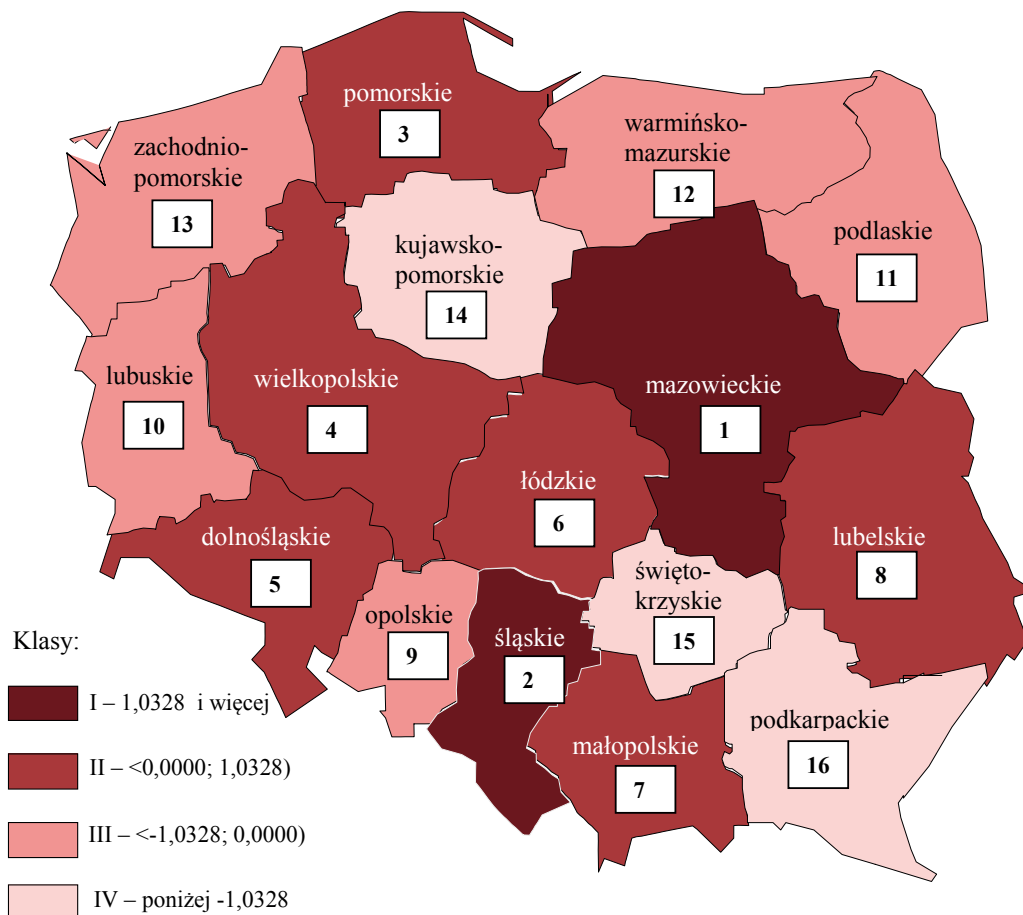 pomorskie
3
warmińsko-
mazurskie
12
zachodnio-
pomorskie
13
podlaskie
11
kujawsko-
pomorskie
14
lubuskie
10
wielkopolskie
4
mazowieckie
1
łódzkie
6
dolnośląskie
5
lubelskie
8
święto-
krzyskie
15
opolskie
9
śląskie
2
małopolskie
7
podkarpackie
16
Klasy:
I – 1,0328 i więcej
II – <0,0000; 1,0328)
III – <-1,0328; 0,0000)
IV – poniżej -1,0328